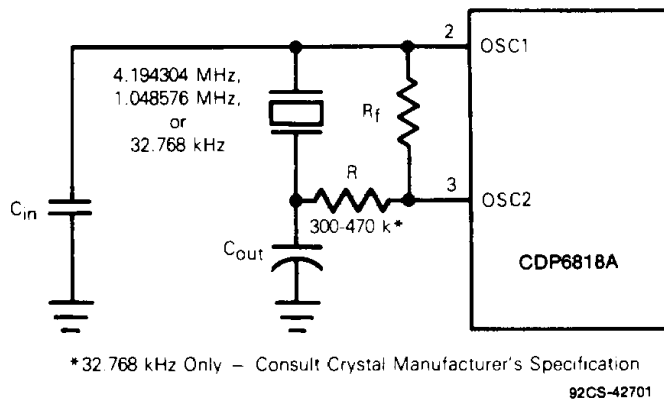 2
OSC1
4.194304 MHz,
1.048576 MHz,
or
32.768 kHz
Rf
R
3
OSC2
300-470 k*
Cin
Cout
CDP6818A
*32.768 kHz Only – Consult Crystal Manufacturer's Specification
92CS-42701